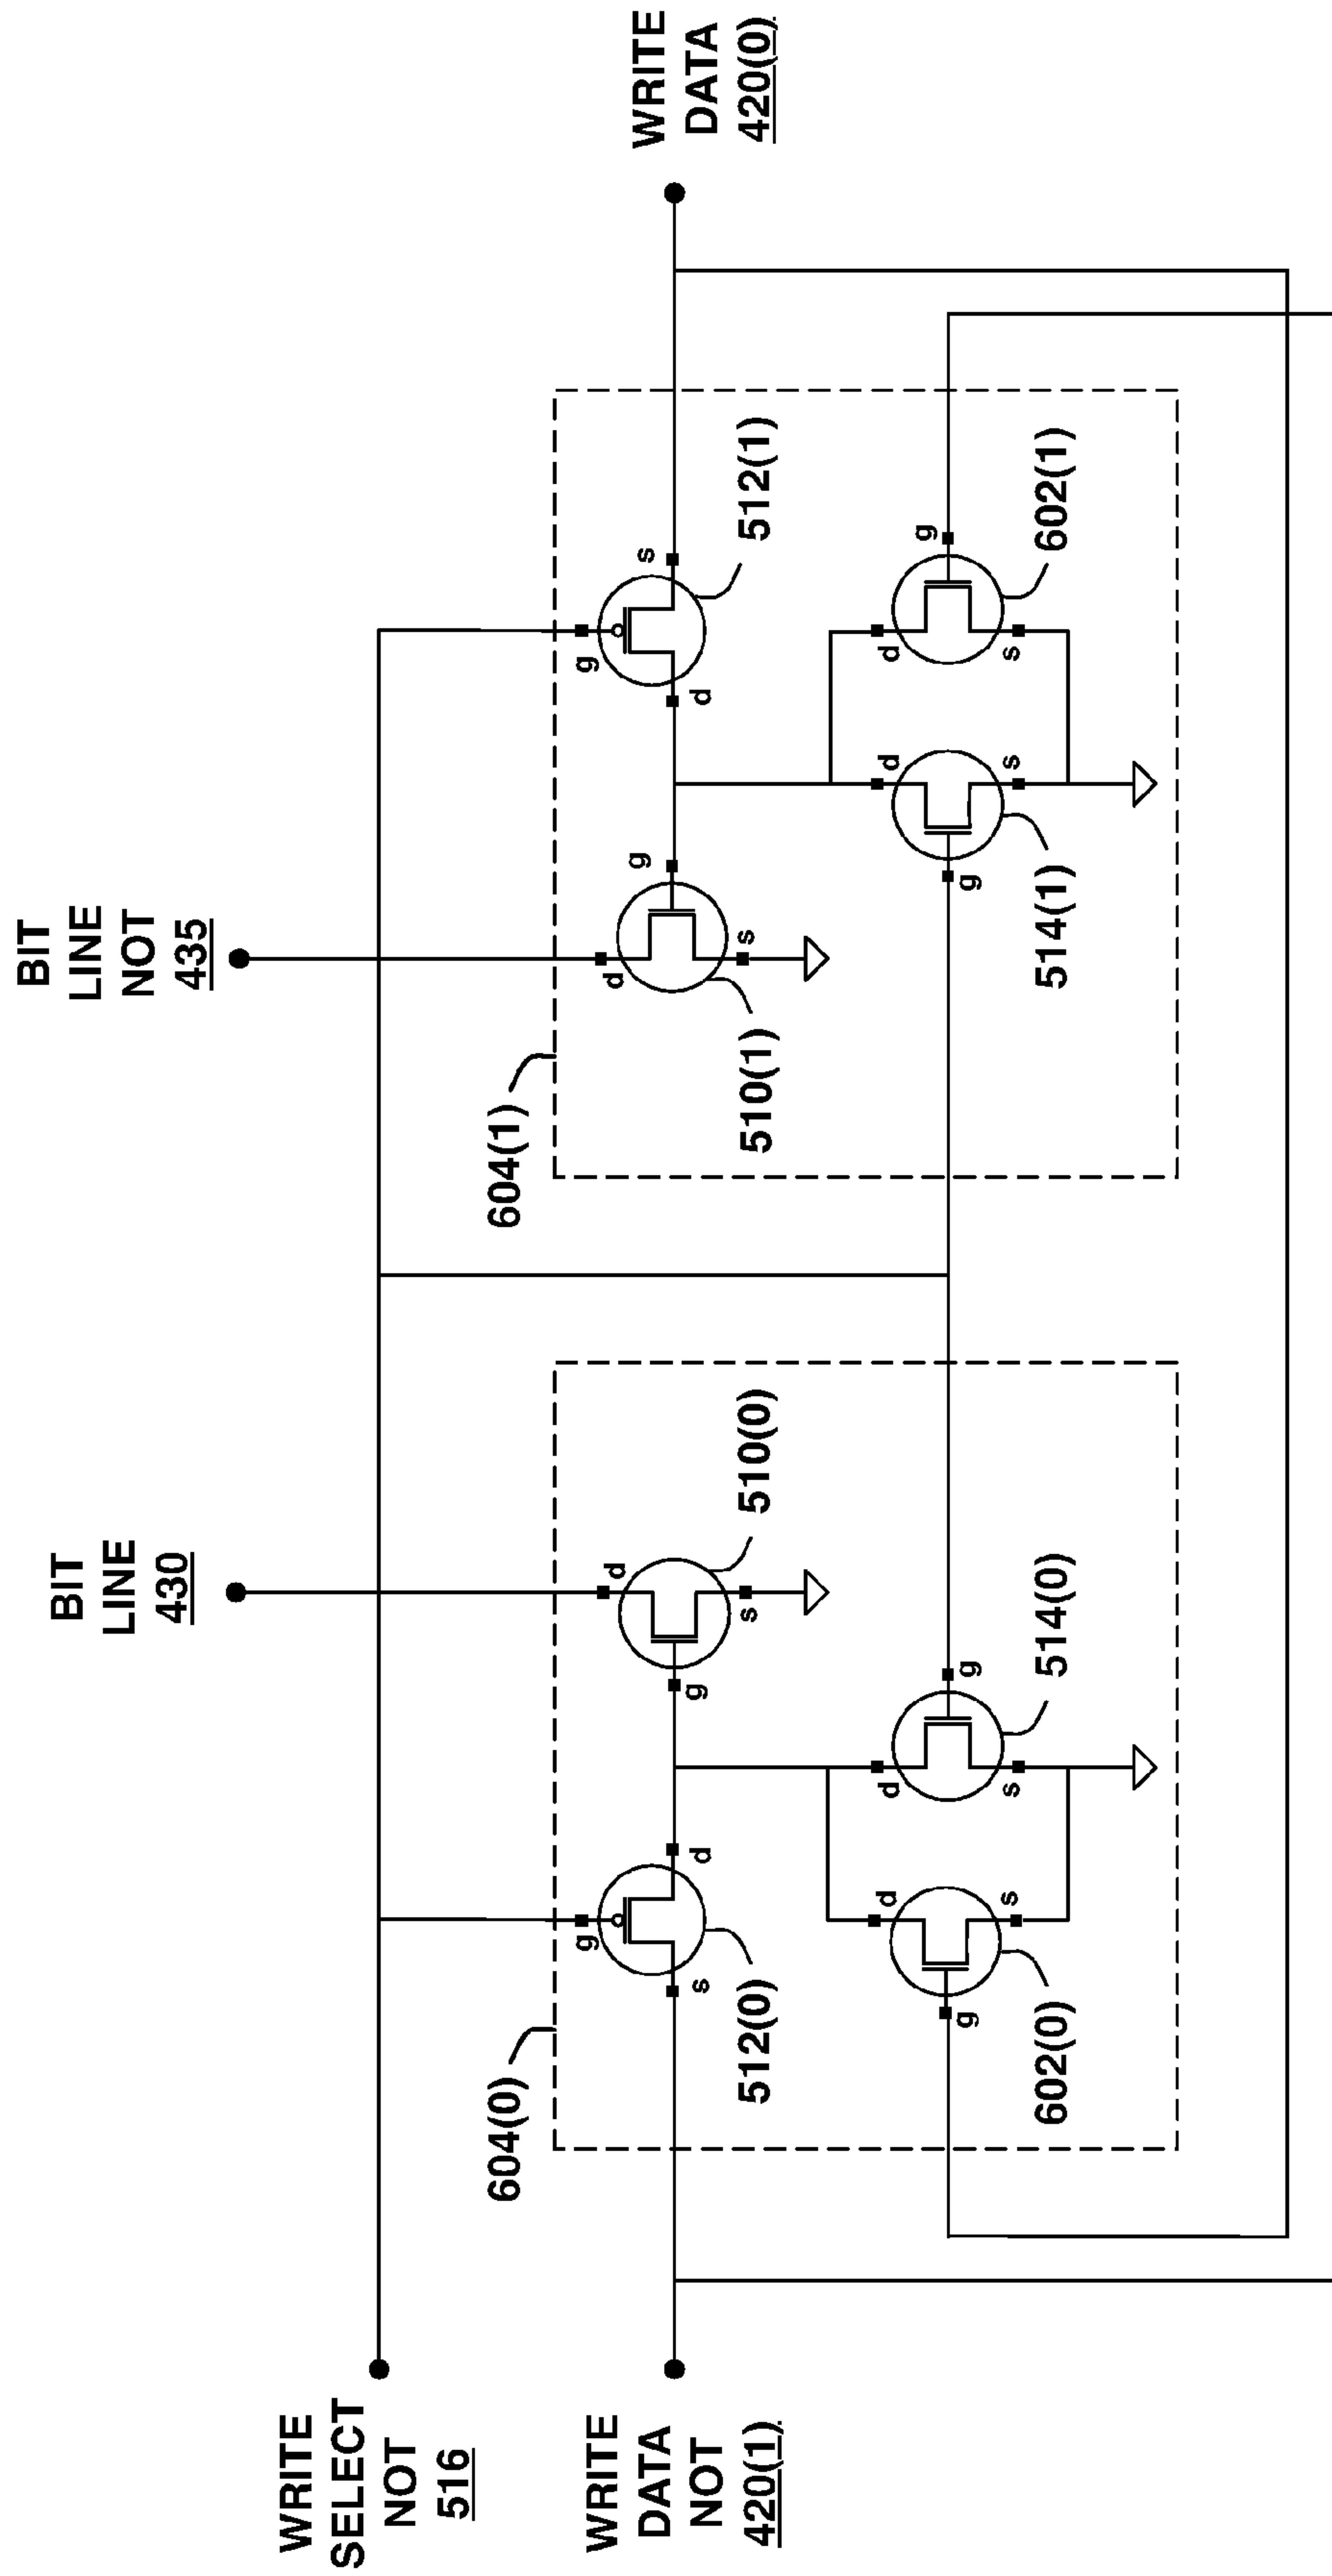 BIT
LINE
430
BIT
LINE
NOT
435
WRITE
SELECT
NOT
516
WRITE
DATA
NOT
420(1)
WRITE
DATA
420(0)
604(0)
604(1)
g
s
d
512(0)
g
d
s
510(0)
d
g
s
510(1)
g
d
s
512(1)
g
d
s
602(0)
d
g
s
514(0)
g
d
s
514(1)
d
g
s
602(1)